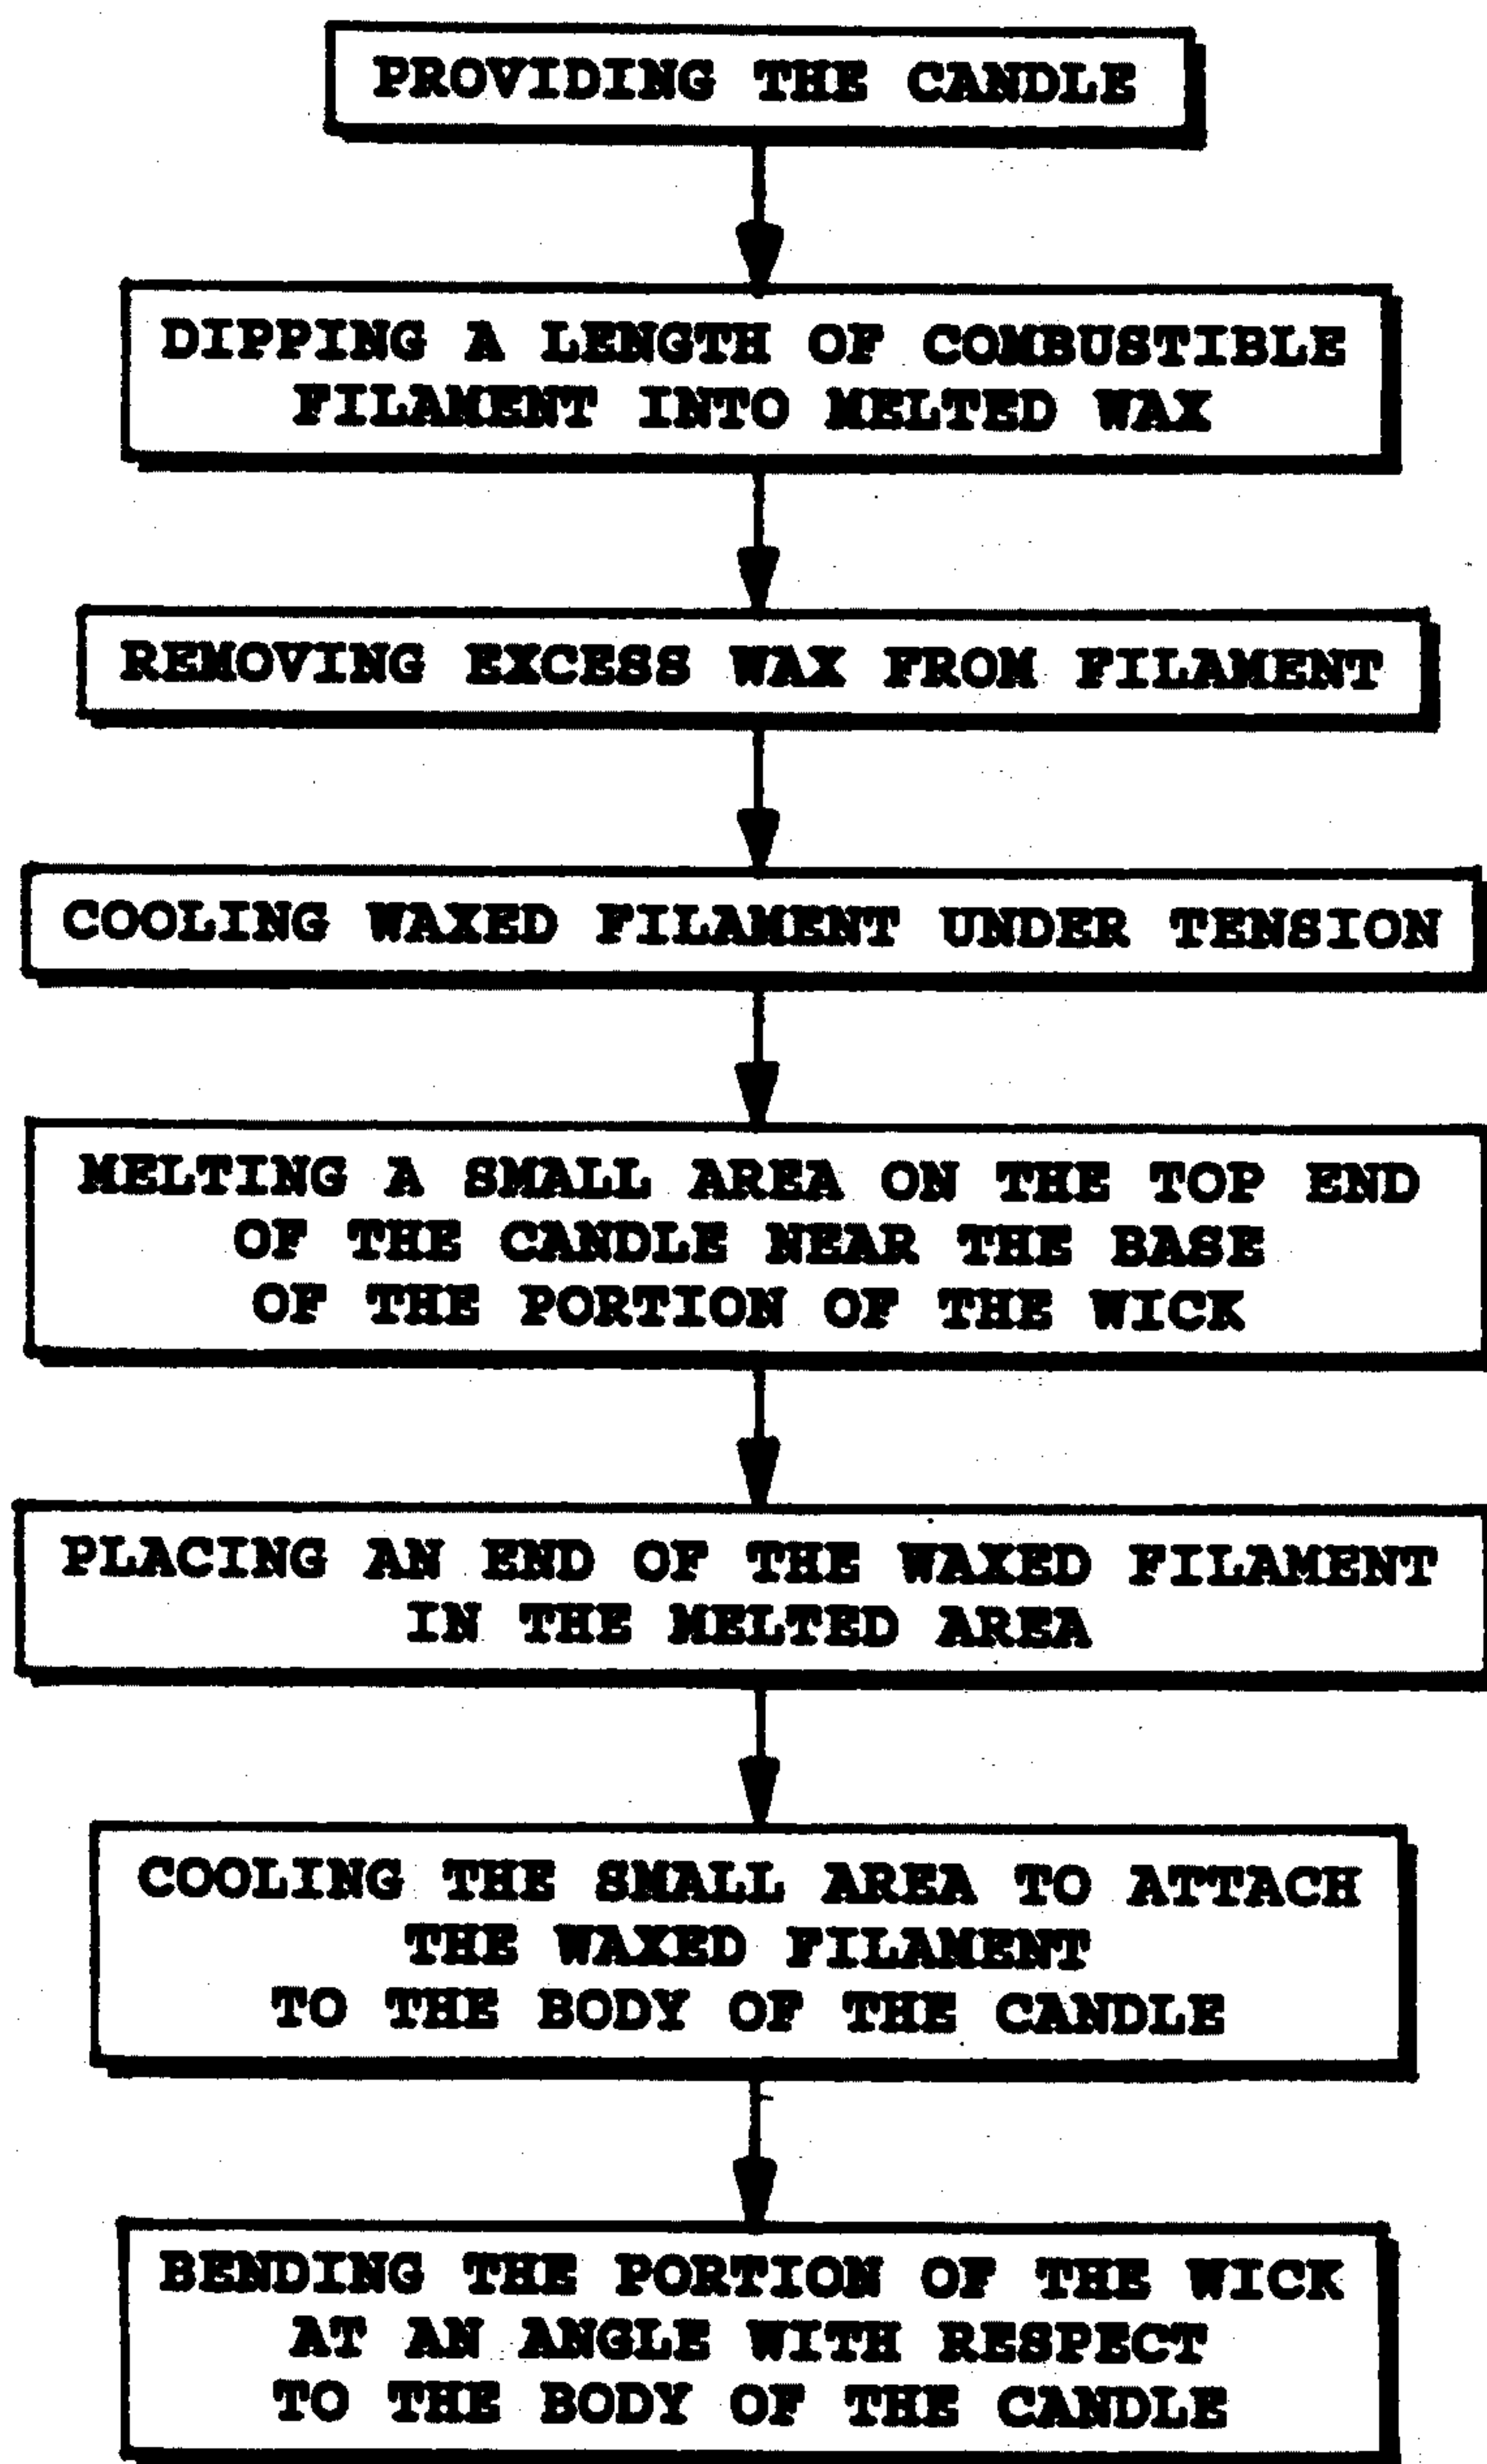 PROVIDING THE CANDLE
DIPPING A LENGTH OF COMBUSTIBLE
FILAMENT INTO MELTED WAX
REMOVING EXCESS WAX FROM FILAMENT
COOLING WAXED FILAMENT UNDER TENSION
MELTING A SMALL AREA ON THE TOP END
OF THE CANDLE NEAR THE BASE
OF THE PORTION OF THE WICK
PLACING AN END OF THE WAXED FILAMENT
IN THE MELTED AREA
COOLING THE SMALL AREA TO ATTACH
THE WAXED FILAMENT
TO THE BODY OF THE CANDLE
BENDING THE PORTION OF THE WICK
AT AN ANGLE WITH RESPECT
TO THE BODY OF THE CANDLE